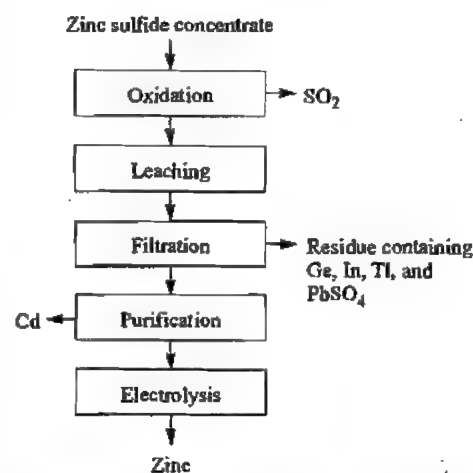 Zinc sulfide concentrate
Oxidation
SO₂
Leaching
Filtration
Residue containing
Ge, In, Tl, and
PbSO₄
Cd
Purification
Electrolysis
Zinc